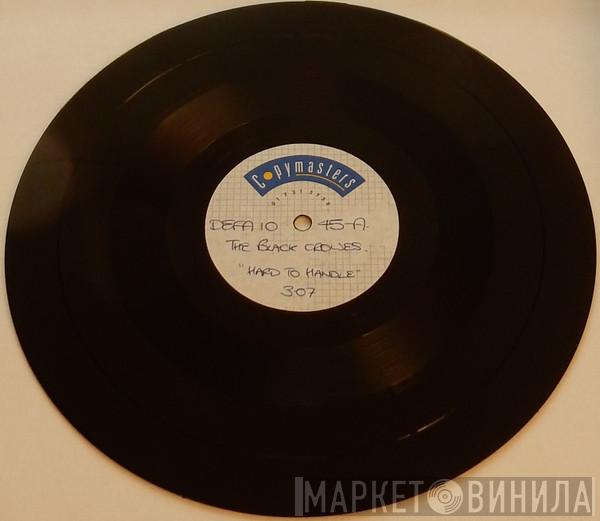 Copymasters
DEFA 10 45-A.
THE BLACK CROWES.
"HARD TO HANDLE"
3:07
МАРКЕТ ВИНИЛА